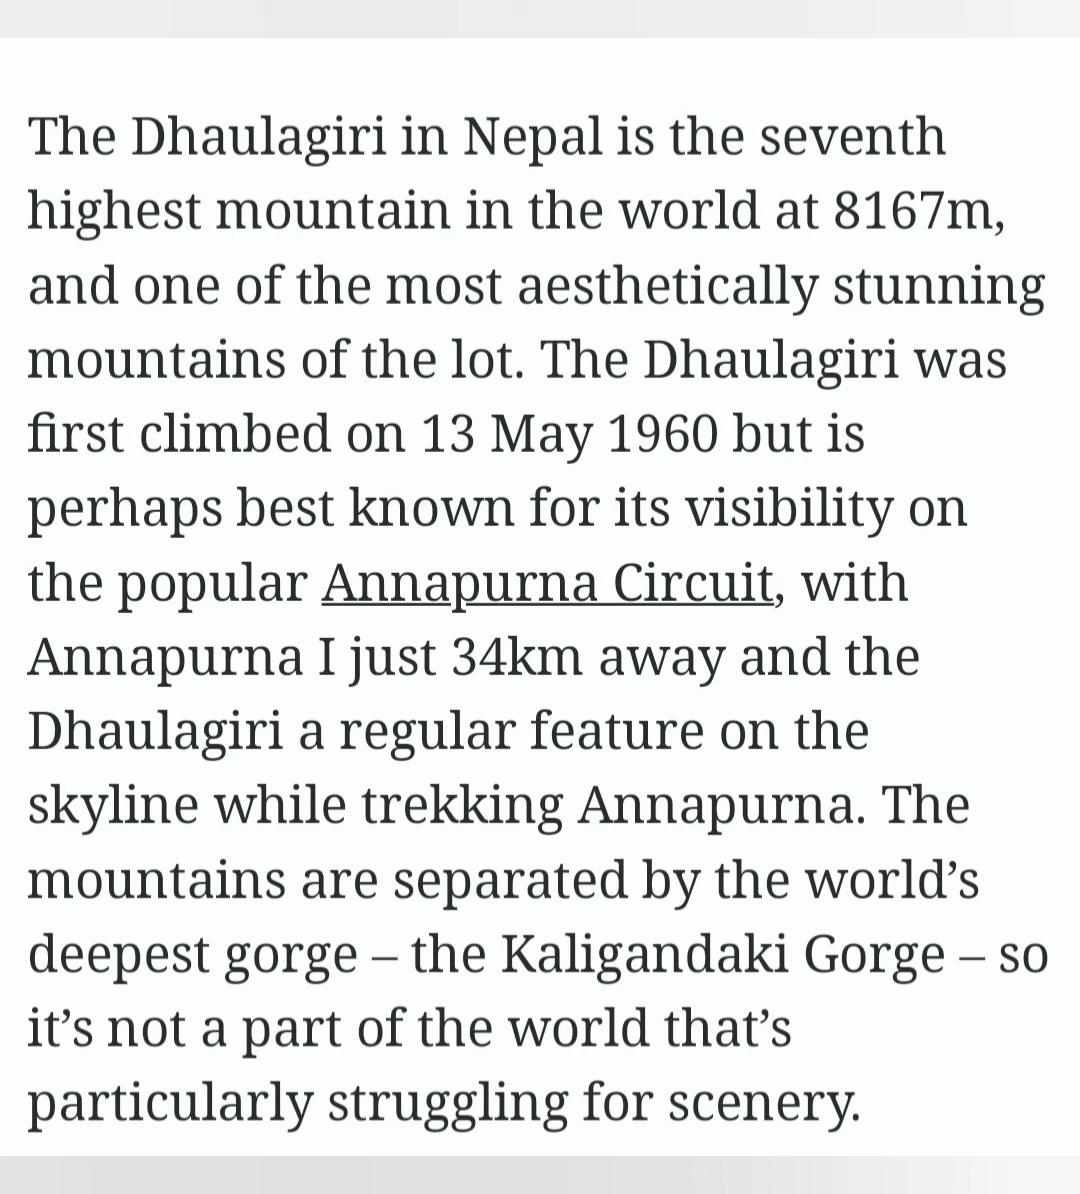 The Dhaulagiri in Nepal is the seventh
highest mountain in the world at 8167m,
and one of the most aesthetically stunning
mountains of the lot. The Dhaulagiri was
first climbed on 13 May 1960 but is
perhaps best known for its visibility on
the popular Annapurna Circuit, with
Annapurna I just 34km away and the
Dhaulagiri a regular feature on the
skyline while trekking Annapurna. The
mountains are separated by the world’s
deepest gorge – the Kaligandaki Gorge – so
it’s not a part of the world that’s
particularly struggling for scenery.